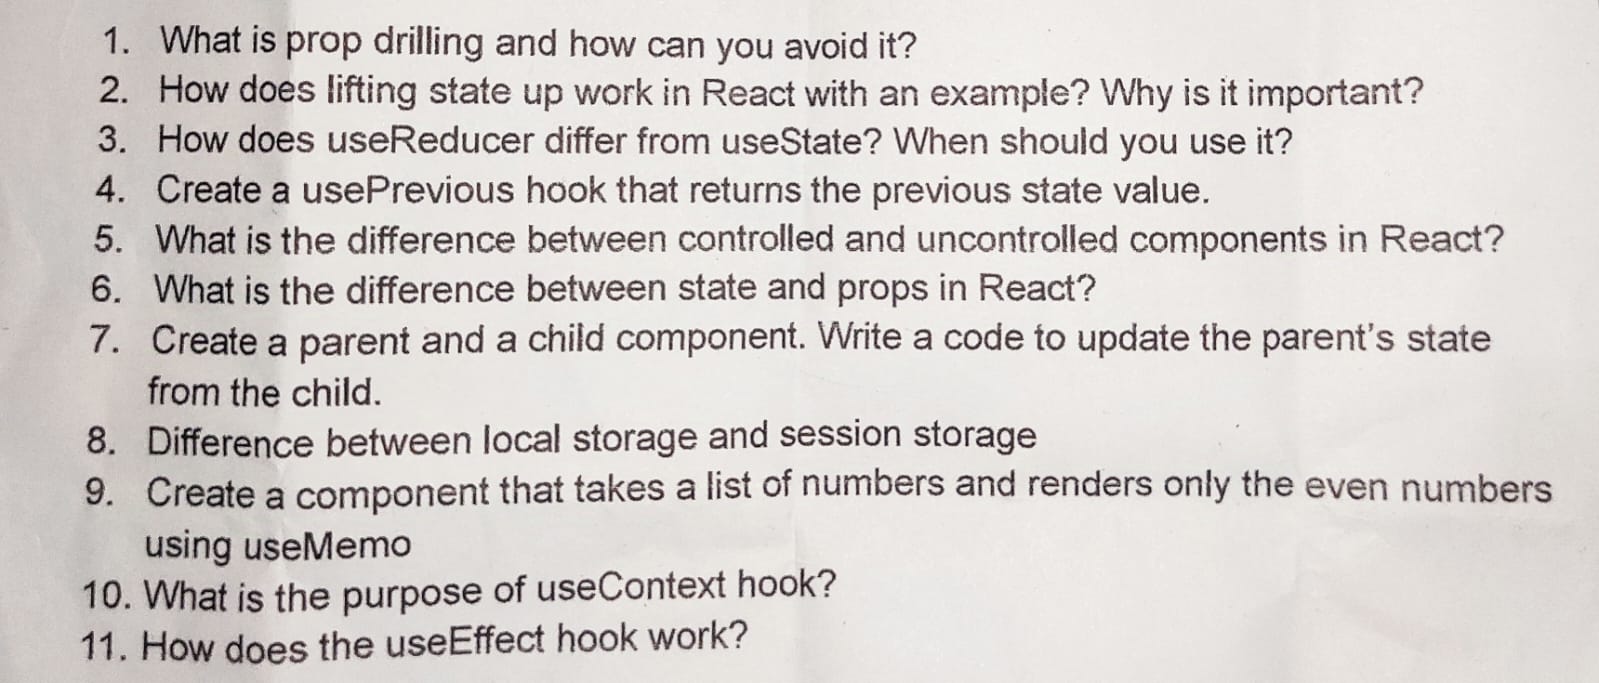 1. What is prop drilling and how can you avoid it?
2. How does lifting state up work in React with an example? Why is it important?
3. How does useReducer differ from useState? When should you use it?
4. Create a usePrevious hook that returns the previous state value.
5. What is the difference between controlled and uncontrolled components in React?
6. What is the difference between state and props in React?
7. Create a parent and a child component. Write a code to update the parent's state
from the child.
8. Difference between local storage and session storage
9. Create a component that takes a list of numbers and renders only the even numbers
using useMemo
10. What is the purpose of useContext hook?
11. How does the useEffect hook work?